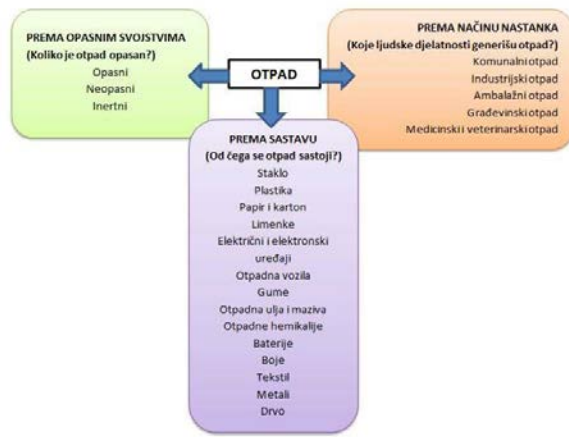 PREMA OPASNIM SVOJSTVIMA
(Koliko je otpad opasan?)
Opasni
Neopasni
Inertni
OTPAD
PREMA NAČINU NASTANKA
(Koje ljudske djelatnosti generišu otpad?)
Komunalni otpad
Industrijski otpad
Ambalažni otpad
Građevinski otpad
Medicinski i veterinarski otpad
PREMA SASTAVU
(Od čega se otpad sastoji?)
Staklo
Plastika
Papir i karton
Limenke
Električni i elektronski
uređaji
Otpadna vozila
Gume
Otpadna ulja i maziva
Otpadne hemikalije
Baterije
Boje
Tekstil
Metali
Drvo